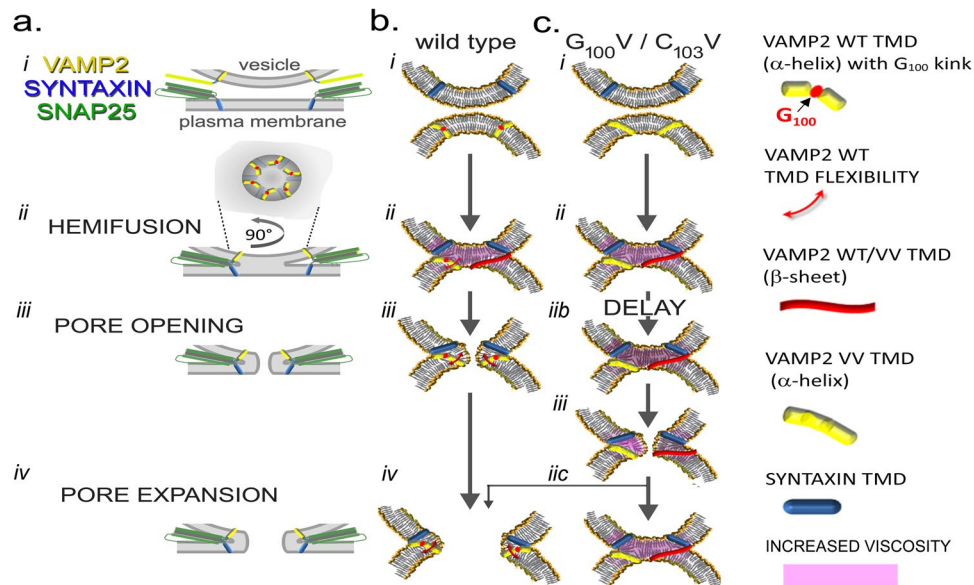 a.
i
VAMP2
SYNTAXIN
SNAP25
vesicle
plasma membrane
ii
HEMIFUSION
90°
iii
PORE OPENING
iv
PORE EXPANSION
b.
wild type
i
ii
iii
iv
c.
G100V / C103V
i
ii
iib
DELAY
iii
iic
VAMP2 WT TMD
(α-helix) with G100 kink
G100
VAMP2 WT
TMD FLEXIBILITY
VAMP2 WT/VV TMD
(β-sheet)
VAMP2 VV TMD
(α-helix)
SYNTAXIN TMD
INCREASED VISCOSITY